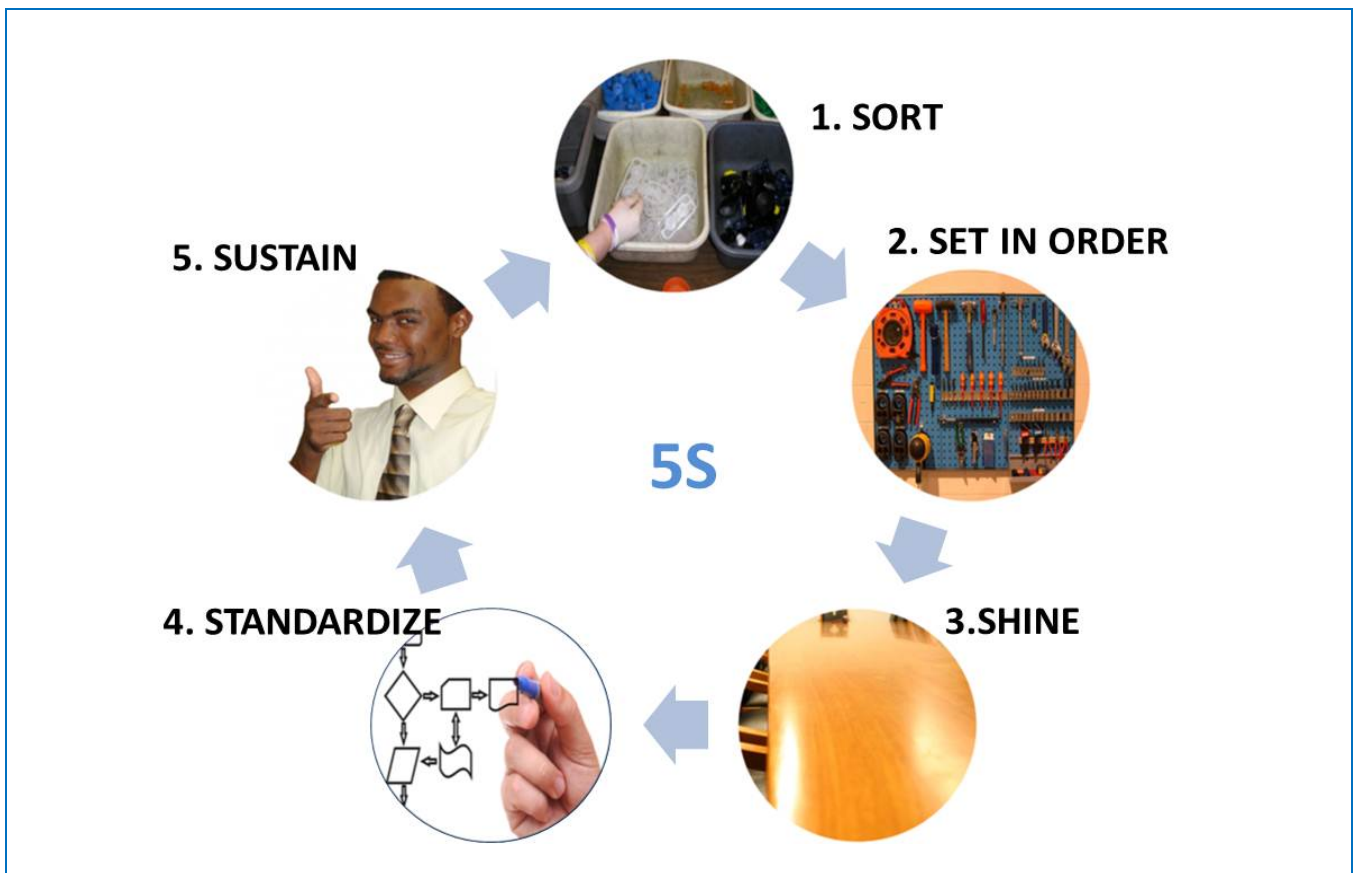 1. SORT
2. SET IN ORDER
3.SHINE
4. STANDARDIZE
5. SUSTAIN
5S